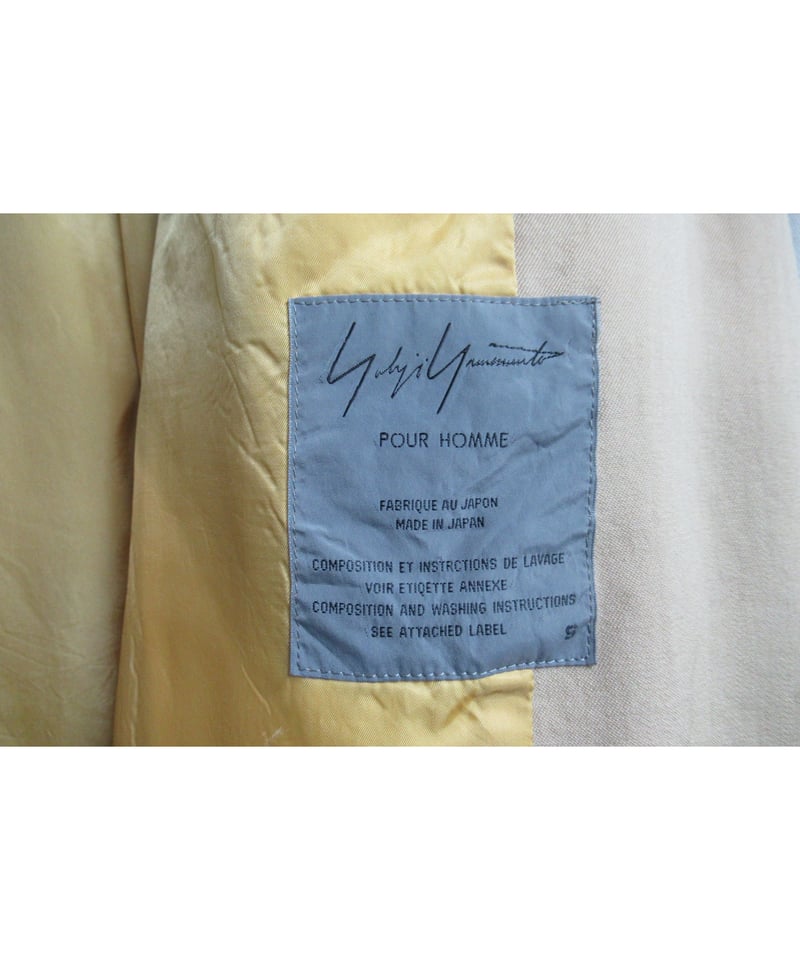 Yohji Yamamoto
POUR HOMME
FABRIQUE AU JAPON
MADE IN JAPAN
COMPOSITION ET INSTRCTIONS DE LAVAGE
VOIR ETIQETTE ANNEXE
COMPOSITION AND WASHING INSTRUCTIONS
SEE ATTACHED LABEL
S